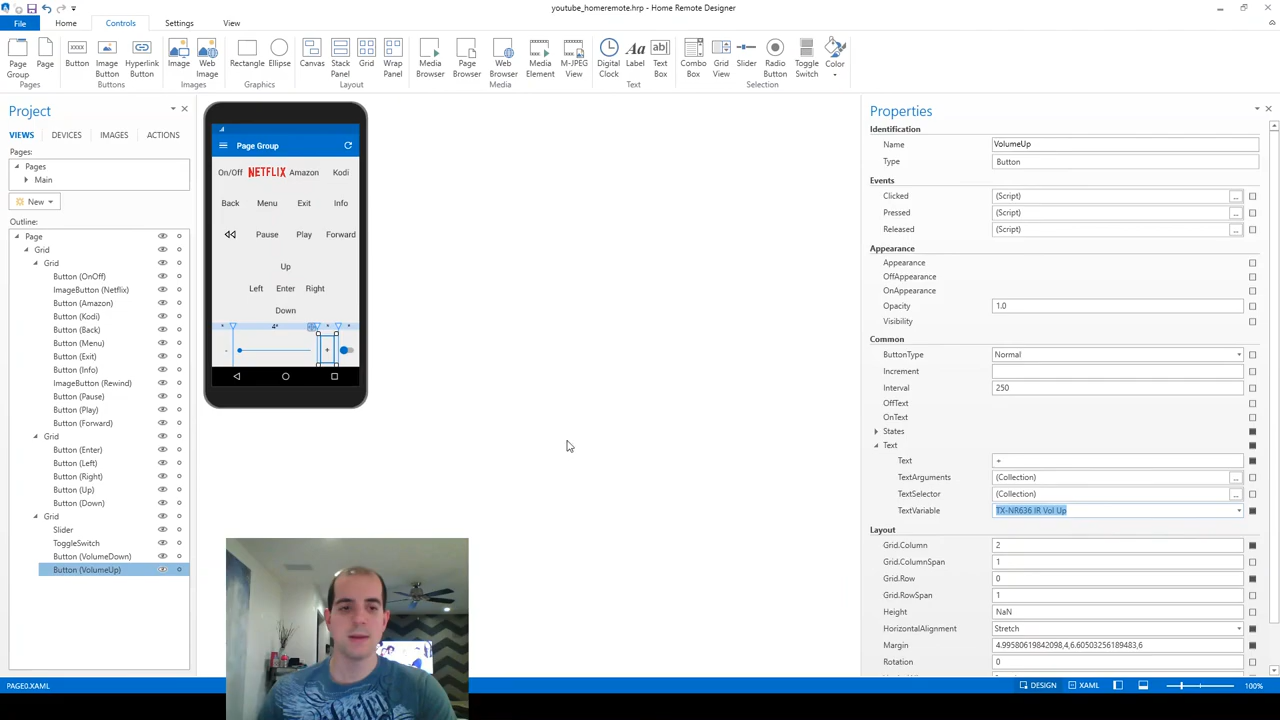 youtube_homeremote.hrp - Home Remote Designer
File Home Controls Settings View
Page Group Page Button Image Button Hyperlink Button Image Web Image Rectangle Ellipse Canvas Stack Panel Grid Wrap Panel Media Browser Page Browser Web Browser Media Element M-JPEG View Digital Clock Label Text Box Combo Box Grid View Slider Radio Button Toggle Switch Color
Pages Buttons Images Graphics Layout Media Text Selection
Project
VIEWS DEVICES IMAGES ACTIONS
Pages:
Pages
Main
New
Outline:
Page
Grid
Grid
Button (OnOff)
ImageButton (Netflix)
Button (Amazon)
Button (Kodi)
Button (Back)
Button (Menu)
Button (Exit)
Button (Info)
ImageButton (Rewind)
Button (Pause)
Button (Play)
Button (Forward)
Grid
Button (Enter)
Button (Left)
Button (Right)
Button (Up)
Button (Down)
Grid
Slider
ToggleSwitch
Button (VolumeDown)
Button (VolumeUp)
Page Group
On/Off NETFLIX Amazon Kodi
Back Menu Exit Info
Pause Play Forward
Up
Left Enter Right
Down
* 4* * *
- +
Properties
Identification
Name VolumeUp
Type Button
Events
Clicked (Script) ...
Pressed (Script) ...
Released (Script) ...
Appearance
Appearance
OffAppearance
OnAppearance
Opacity 1.0
Visibility
Common
ButtonType Normal
Increment
Interval 250
OffText
OnText
States
Text
Text +
TextArguments (Collection) ...
TextSelector (Collection) ...
TextVariable TX-NR636 IR Vol Up
Layout
Grid.Column 2
Grid.ColumnSpan 1
Grid.Row 0
Grid.RowSpan 1
Height NaN
HorizontalAlignment Stretch
Margin 4.99580619842098,4,6.60503256189483,6
Rotation 0
PAGE0.XAML DESIGN XAML 100%